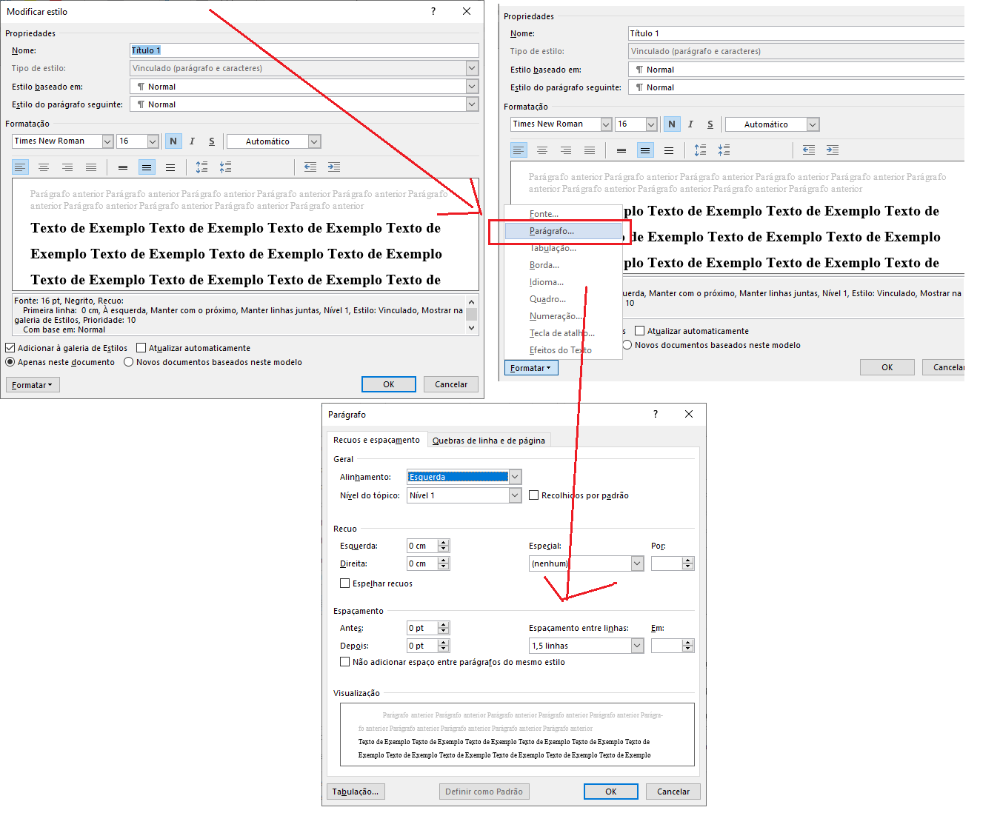 Modificar estilo
?
Propriedades
Nome:
Título 1
Tipo de estilo:
Vinculado (parágrafo e caracteres)
Estilo baseado em:
¶ Normal
Estilo do parágrafo seguinte:
¶ Normal
Formatação
Times New Roman 16 N I S Automático
Parágrafo anterior Parágrafo anterior Parágrafo anterior Parágrafo anterior Parágrafo anterior Parágrafo
anterior Parágrafo anterior Parágrafo anterior Parágrafo anterior Parágrafo anterior
Texto de Exemplo Texto de Exemplo Texto de Exemplo Texto de
Exemplo Texto de Exemplo Texto de Exemplo Texto de Exemplo
Texto de Exemplo Texto de Exemplo Texto de Exemplo Texto de
Fonte: 16 pt, Negrito, Recuo:
Primeira linha: 0 cm, À esquerda, Manter com o próximo, Manter linhas juntas, Nível 1, Estilo: Vinculado, Mostrar na
galeria de Estilos, Prioridade: 10
Com base em: Normal
Adicionar à galeria de Estilos Atualizar automaticamente
Apenas neste documento Novos documentos baseados neste modelo
Formatar OK Cancelar
Propriedades
Nome:
Título 1
Tipo de estilo:
Vinculado (parágrafo e caracteres)
Estilo baseado em:
¶ Normal
Estilo do parágrafo seguinte:
¶ Normal
Formatação
Times New Roman 16 N I S Automático
Parágrafo anterior Parágrafo anterior Parágrafo anterior Parágrafo anterior Parágrafo anterior Parágrafo
anterior Parágrafo anterior Parágrafo anterior Parágrafo anterior Parágrafo anterior
plo Texto de Exemplo Texto de Exemplo Texto de
o Texto de Exemplo Texto de Exemplo
plo Texto de Exemplo Texto de Exemplo Texto de
uerda, Manter com o próximo, Manter linhas juntas, Nível 1, Estilo: Vinculado, Mostrar na
10
s Atualizar automaticamente
Novos documentos baseados neste modelo
Fonte...
Parágrafo...
Tabulação...
Borda...
Idioma...
Quadro...
Numeração...
Tecla de atalho...
Efeitos do Texto
Formatar OK Cancelar
Parágrafo
?
Recuos e espaçamento Quebras de linha e de página
Geral
Alinhamento: Esquerda
Nível do tópico: Nível 1 Recolhidos por padrão
Recuo
Esquerda: 0 cm Especial: Por:
Direita: 0 cm (nenhum)
Espelhar recuos
Espaçamento
Antes: 0 pt Espaçamento entre linhas: Em:
Depois: 0 pt 1,5 linhas
Não adicionar espaço entre parágrafos do mesmo estilo
Visualização
Parágrafo anterior Parágrafo anterior Parágrafo anterior Parágrafo anterior Parágrafo anterior Parágra-
fo anterior Parágrafo anterior Parágrafo anterior Parágrafo anterior Parágrafo anterior
Texto de Exemplo Texto de Exemplo Texto de Exemplo Texto de Exemplo Texto de Exemplo Texto de
Exemplo Texto de Exemplo Texto de Exemplo Texto de Exemplo Texto de Exemplo Texto de Exemplo
Tabulação... Definir como Padrão OK Cancelar